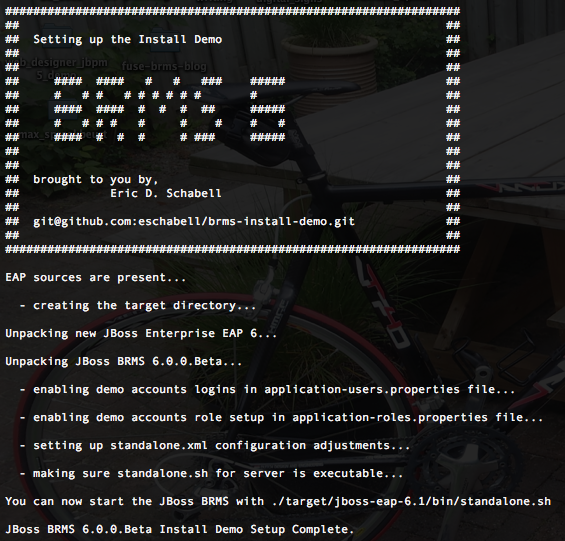 #################################################################
##                                                             ##
##  Setting up the Install Demo                                ##
##                                                             ##
##                                                             ##
##     ####  ####   #   #   ###    #####                       ##
##     #   # #   # # # # # #       #                           ##
##     ####  ####  #  #  #  ##     #####                       ##
##     #   # # #   #     #    #    #   #                       ##
##     ####  #  #  #     # ###     #####                       ##
##                                                             ##
##                                                             ##
##  brought to you by,                                         ##
##             Eric D. Schabell                                ##
##                                                             ##
##  git@github.com:eschabell/brms-install-demo.git             ##
##                                                             ##
#################################################################
b_designer_jbpm
fuse-brms-blog
EAP sources are present...
  - creating the target directory...
Unpacking new JBoss Enterprise EAP 6...
Unpacking JBoss BRMS 6.0.0.Beta...
  - enabling demo accounts logins in application-users.properties file...
  - enabling demo accounts role setup in application-roles.properties file...
  - setting up standalone.xml configuration adjustments...
  - making sure standalone.sh for server is executable...
You can now start the JBoss BRMS with ./target/jboss-eap-6.1/bin/standalone.sh
JBoss BRMS 6.0.0.Beta Install Demo Setup Complete.